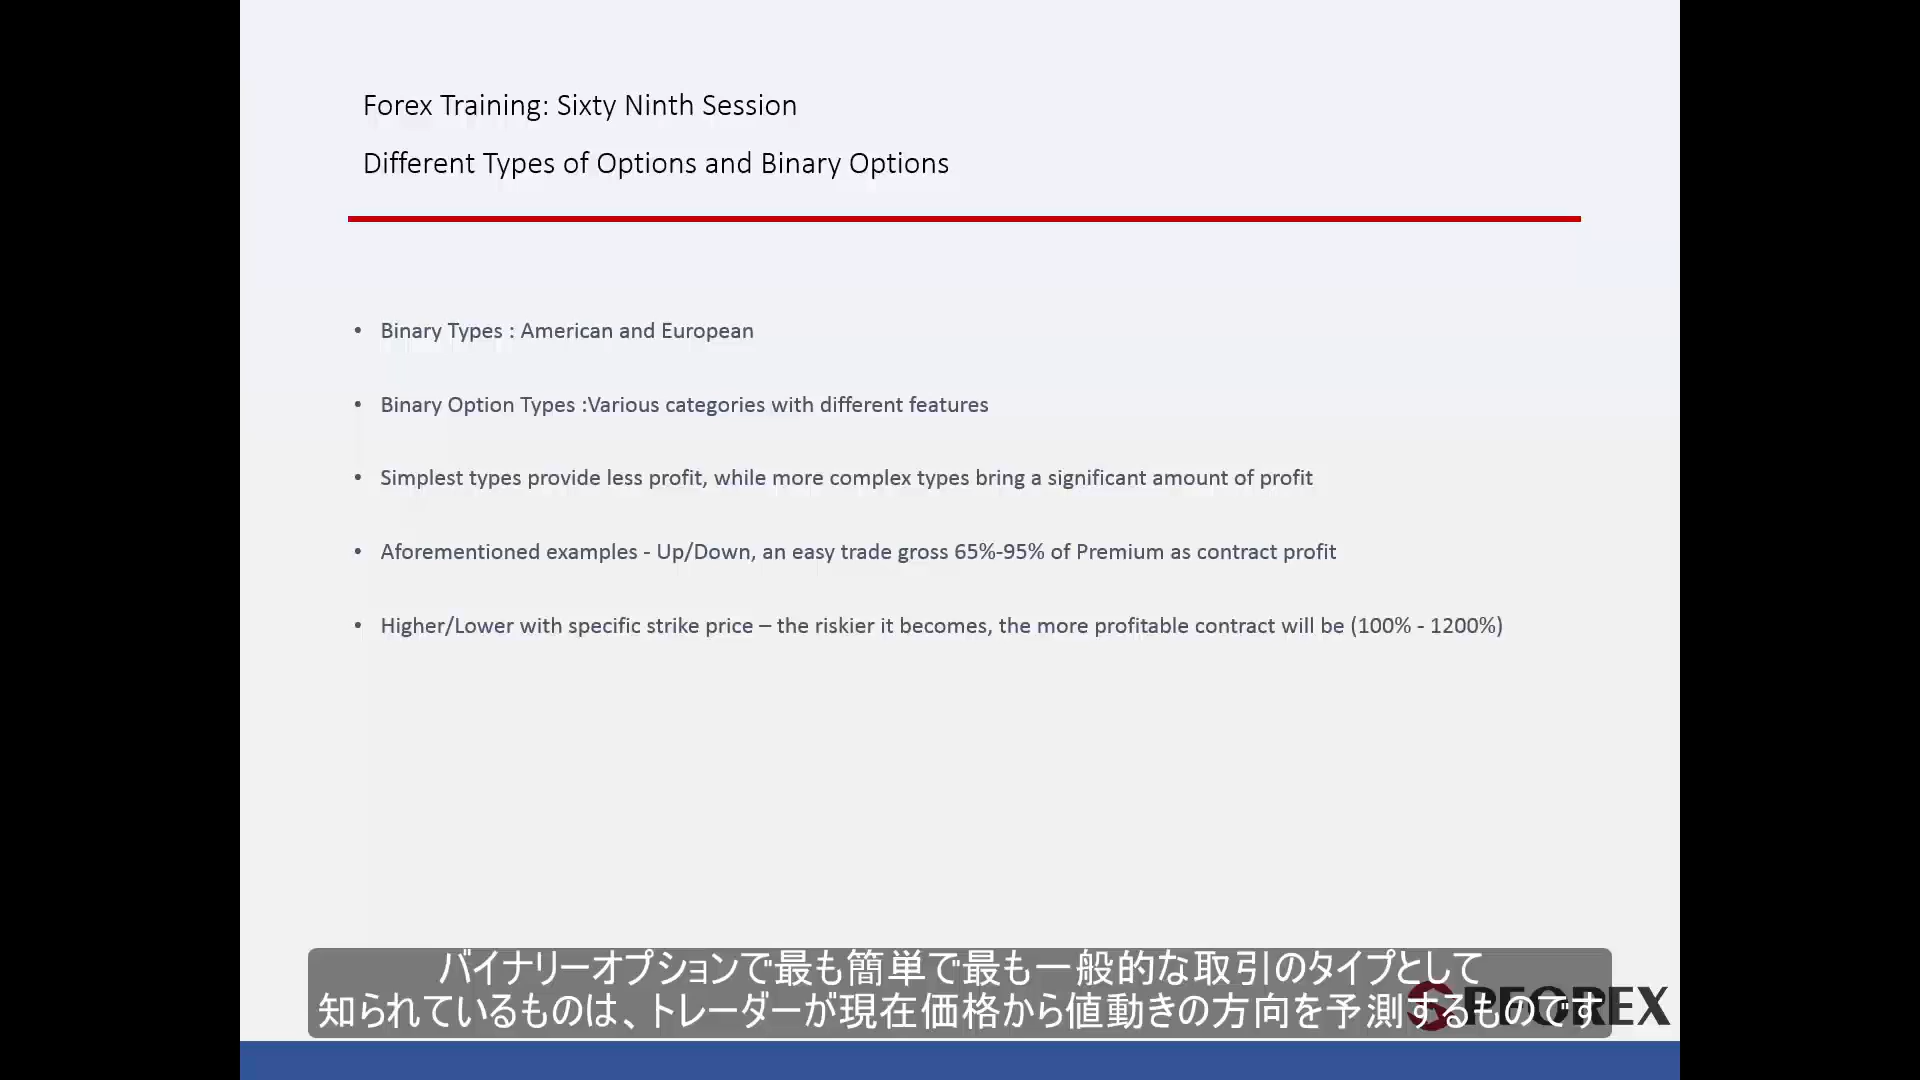 Forex Training: Sixty Ninth Session
Different Types of Options and Binary Options
• Binary Types : American and European
• Binary Option Types :Various categories with different features
• Simplest types provide less profit, while more complex types bring a significant amount of profit
• Aforementioned examples - Up/Down, an easy trade gross 65%-95% of Premium as contract profit
• Higher/Lower with specific strike price – the riskier it becomes, the more profitable contract will be (100% - 1200%)
バイナリーオプションで最も簡単で最も一般的な取引のタイプとして
知られているものは、トレーダーが現在価格から値動きの方向を予測するものです